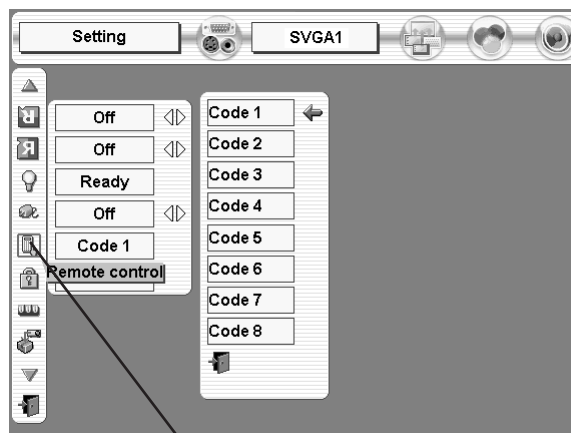 Setting
SVGA1
Off
Off
Ready
Off
Code 1
Remote control
Code 1
Code 2
Code 3
Code 4
Code 5
Code 6
Code 7
Code 8